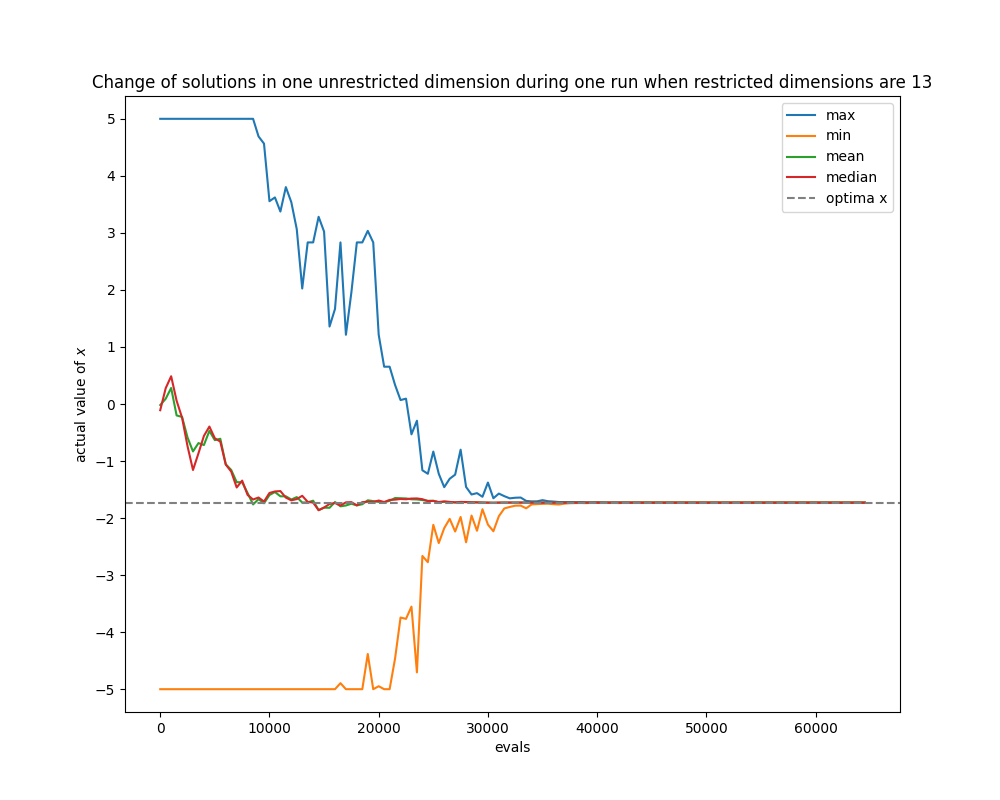 Change of solutions in one unrestricted dimension during one run when restricted dimensions are 13
max
min
mean
median
optima x
actual value of x
5
4
3
2
1
0
−1
−2
−3
−4
−5
0 10000 20000 30000 40000 50000 60000
evals